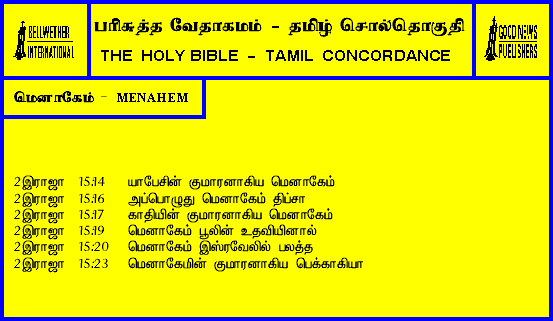 BELLWETHER
INTERNATIONAL
பரிசுத்த வேதாகமம் - தமிழ் சொல்தொகுதி
THE HOLY BIBLE - TAMIL CONCORDANCE
GOOD NEWS
PUBLISHERS
மெனாகேம் - MENAHEM
2இராஜா 15:14 யாபேசின் குமாரனாகிய மெனாகேம்
2இராஜா 15:16 அப்பொழுது மெனாகேம் திப்சா
2இராஜா 15:17 காதியின் குமாரனாகிய மெனாகேம்
2இராஜா 15:19 மெனாகேம் பூலின் உதவியினால்
2இராஜா 15:20 மெனாகேம் இஸ்ரவேலில் பலத்த
2இராஜா 15:23 மெனாகேமின் குமாரனாகிய பெக்காகியா